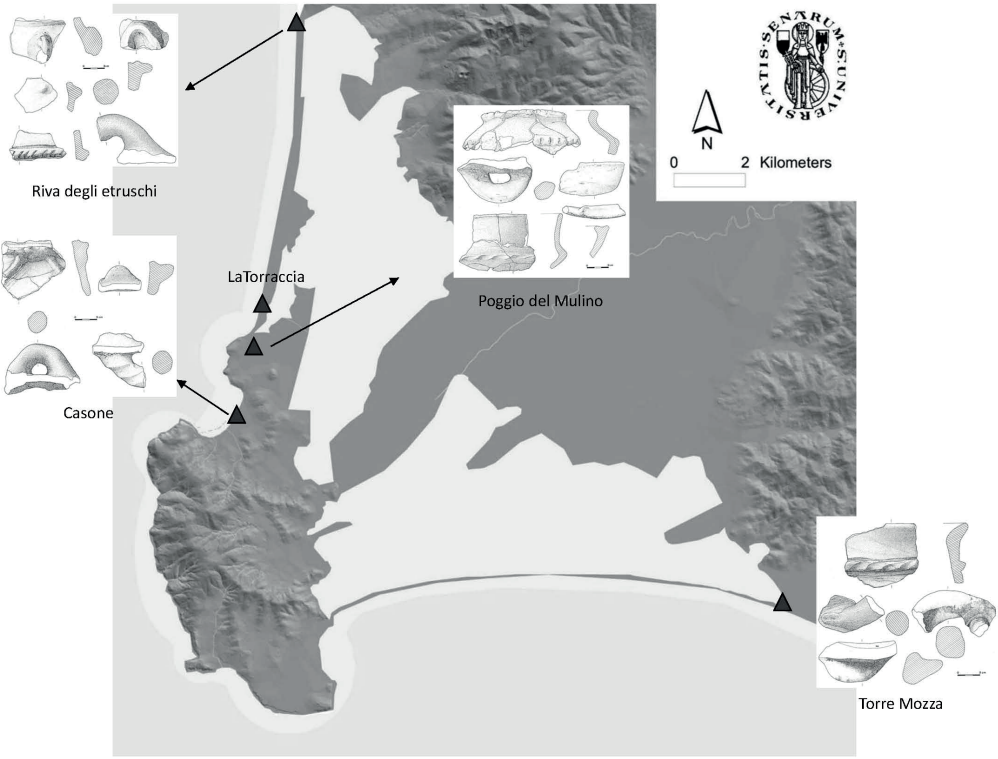 SENARUM·S·UNIVERSITATIS·
N
0 2 Kilometers
Riva degli etruschi
LaTorraccia
Poggio del Mulino
Casone
Torre Mozza